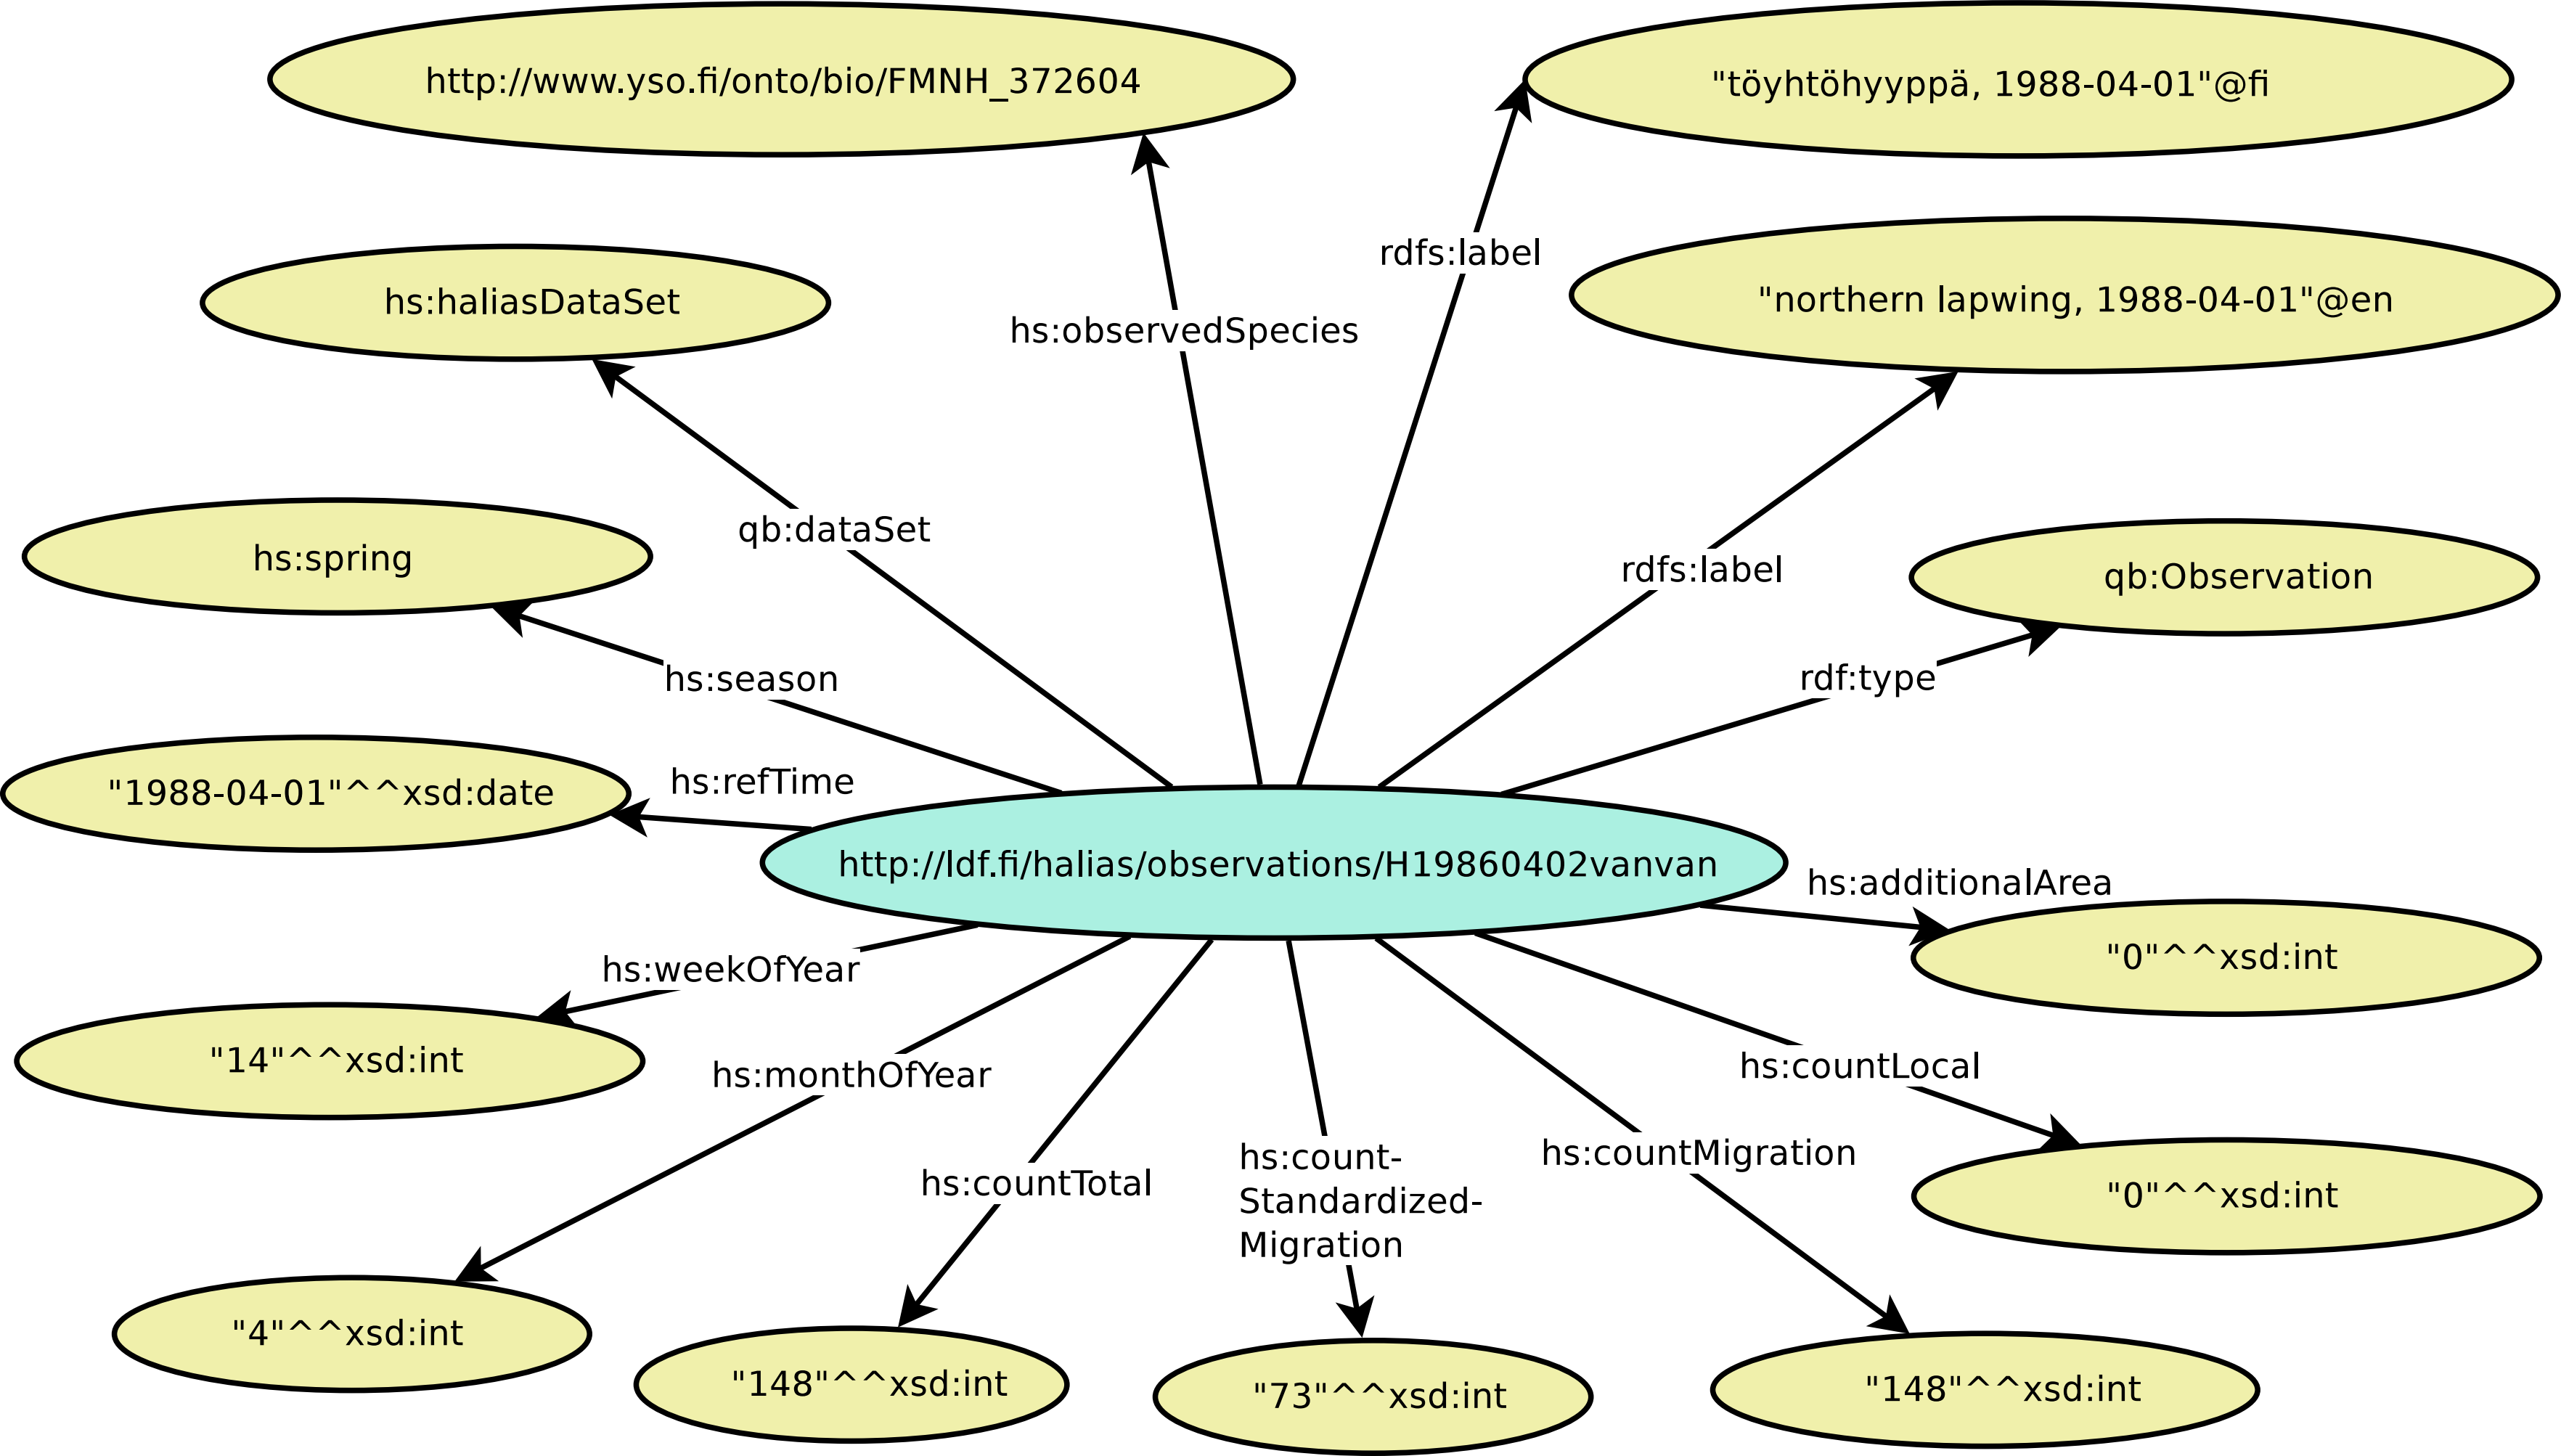 http://www.yso.fi/onto/bio/FMNH_372604
"töyhtöhyyppä, 1988-04-01"@fi
rdfs:label
hs:haliasDataSet
"northern lapwing, 1988-04-01"@en
hs:observedSpecies
qb:dataSet
hs:spring
rdfs:label
qb:Observation
hs:season
rdf:type
hs:refTime
"1988-04-01"^^xsd:date
http://ldf.fi/halias/observations/H19860402vanvan
hs:additionalArea
"0"^^xsd:int
hs:weekOfYear
"14"^^xsd:int
hs:monthOfYear
hs:countLocal
hs:countTotal
hs:count-
Standardized-
Migration
hs:countMigration
"0"^^xsd:int
"4"^^xsd:int
"148"^^xsd:int
"73"^^xsd:int
"148"^^xsd:int